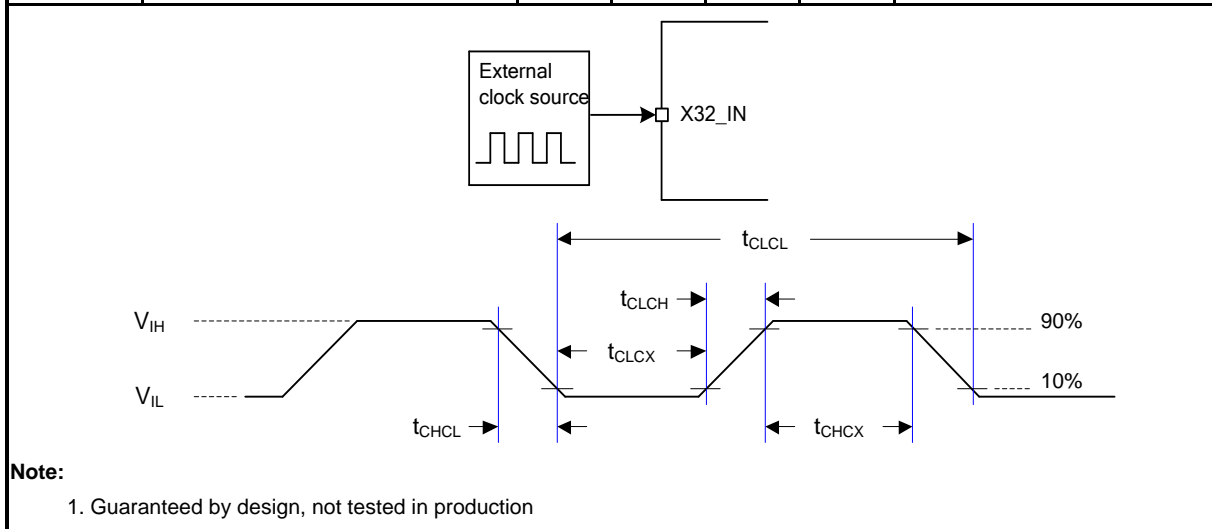 External
clock source
X32_IN
tCLCL
tCLCH
VIH
90%
tCLCX
VIL
10%
tCHCL
tCHCX
Note:
1. Guaranteed by design, not tested in production